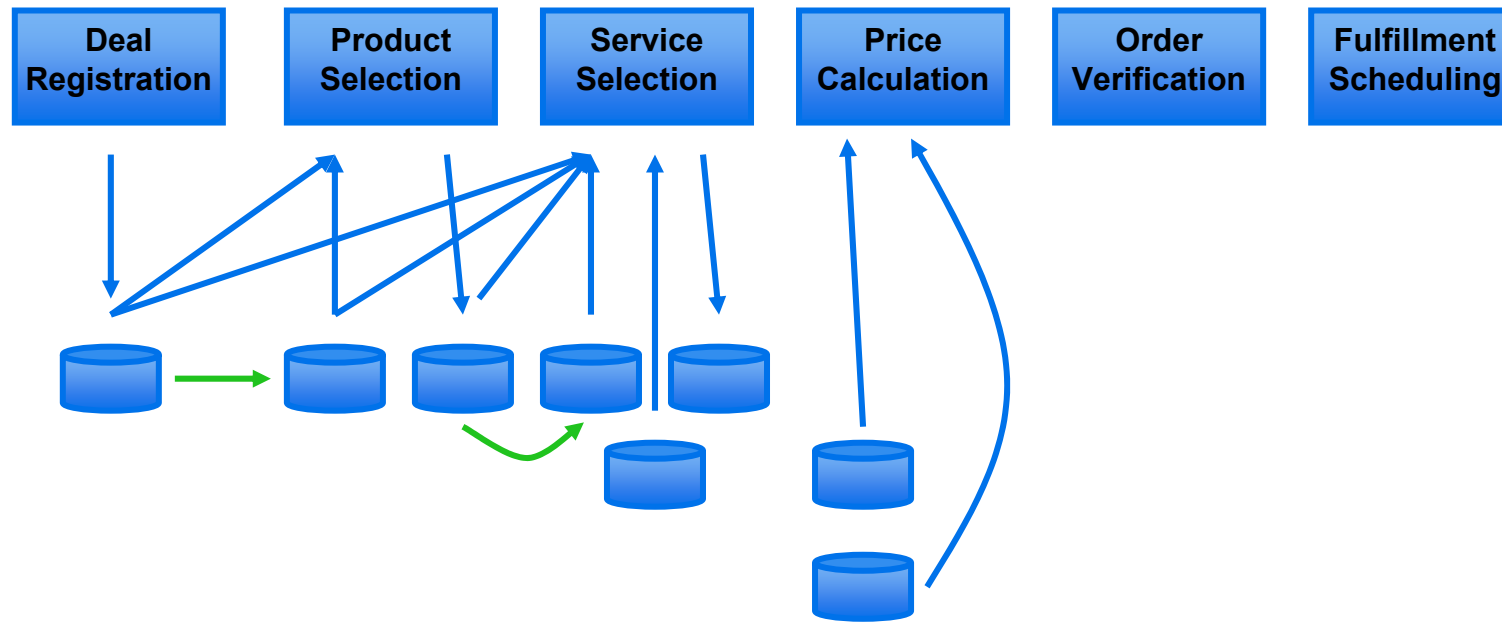 Deal
Registration
Product
Selection
Service
Selection
Price
Calculation
Order
Verification
Fulfillment
Scheduling